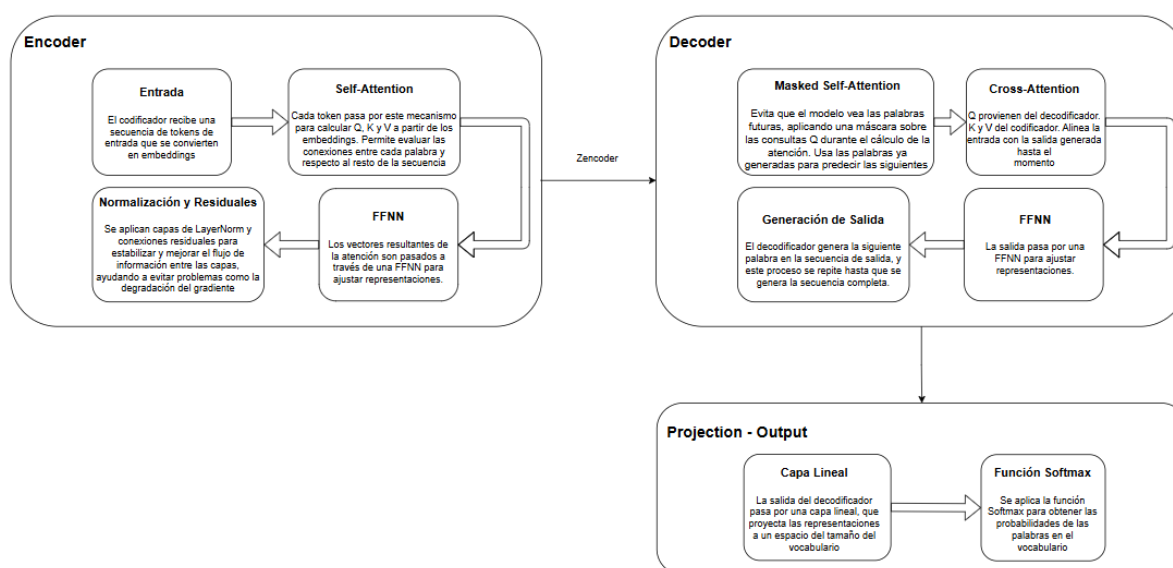 Encoder
Entrada
El codificador recibe una
secuencia de tokens de
entrada que se convierten
en embeddings
Self-Attention
Cada token pasa por este mecanismo
para calcular Q, K y V a partir de los
embeddings. Permite evaluar las
conexiones entre cada palabra y
respecto al resto de la secuencia
Normalización y Residuales
Se aplican capas de LayerNorm y
conexiones residuales para
estabilizar y mejorar el flujo de
información entre las capas,
ayudando a evitar problemas como la
degradación del gradiente
FFNN
Los vectores resultantes de
la atención son pasados a
través de una FFNN para
ajustar representaciones.
Zencoder
Decoder
Masked Self-Attention
Evita que el modelo vea las palabras
futuras, aplicando una máscara sobre
las consultas Q durante el cálculo de la
atención. Usa las palabras ya
generadas para predecir las siguientes
Cross-Attention
Q provienen del decodificador.
K y V del codificador. Alinea la
entrada con la salida generada
hasta el
momento
Generación de Salida
El decodificador genera la siguiente
palabra en la secuencia de salida, y
este proceso se repite hasta que se
genera la secuencia completa.
FFNN
La salida pasa por una
FFNN para ajustar
representaciones.
Projection - Output
Capa Lineal
La salida del decodificador
pasa por una capa lineal, que
proyecta las representaciones
a un espacio del tamaño del
vocabulario
Función Softmax
Se aplica la función
Softmax para obtener las
probabilidades de las
palabras en el
vocabulario